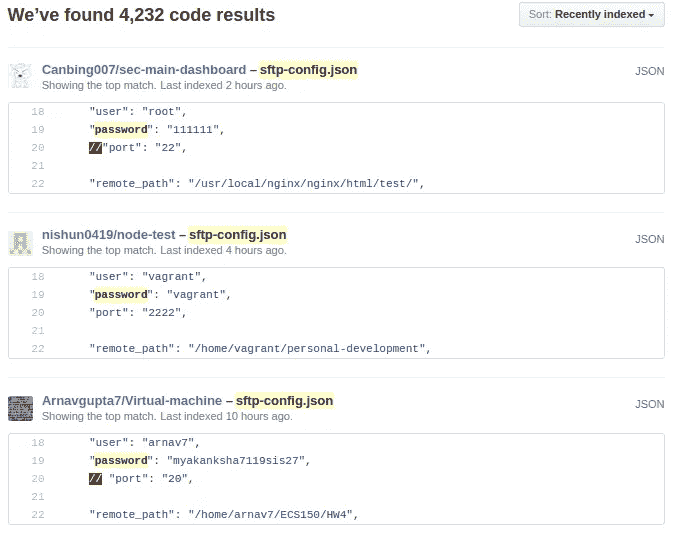 We've found 4,232 code results
Sort: Recently indexed
Canbing007/sec-main-dashboard – sftp-config.json
JSON
Showing the top match. Last indexed 2 hours ago.
18 "user": "root",
19 "password": "111111",
20 //"port": "22",
21
22 "remote_path": "/usr/local/nginx/nginx/html/test/",
nishun0419/node-test – sftp-config.json
JSON
Showing the top match. Last indexed 4 hours ago.
18 "user": "vagrant",
19 "password": "vagrant",
20 "port": "2222",
21
22 "remote_path": "/home/vagrant/personal-development",
Arnavgupta7/Virtual-machine – sftp-config.json
JSON
Showing the top match. Last indexed 10 hours ago.
18 "user": "arnav7",
19 "password": "myakanksha7119sis27",
20 // "port": "20",
21
22 "remote_path": "/home/arnav7/ECS150/HW4",